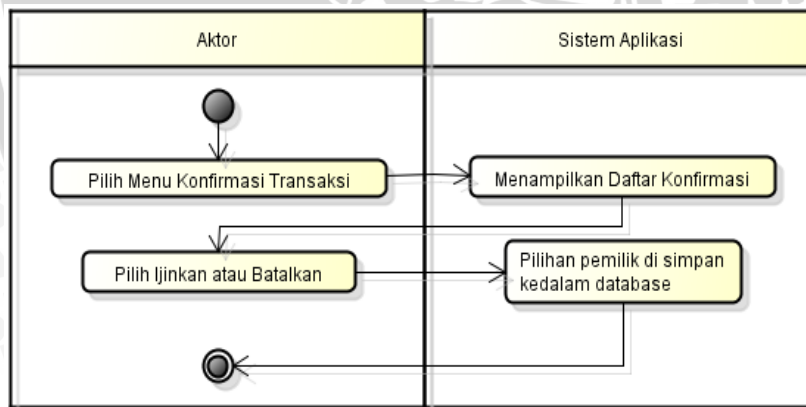 Aktor
Sistem Aplikasi
Pilih Menu Konfirmasi Transaksi
Menampilkan Daftar Konfirmasi
Pilih Ijinkan atau Batalkan
Pilihan pemilik di simpan
kedalam database